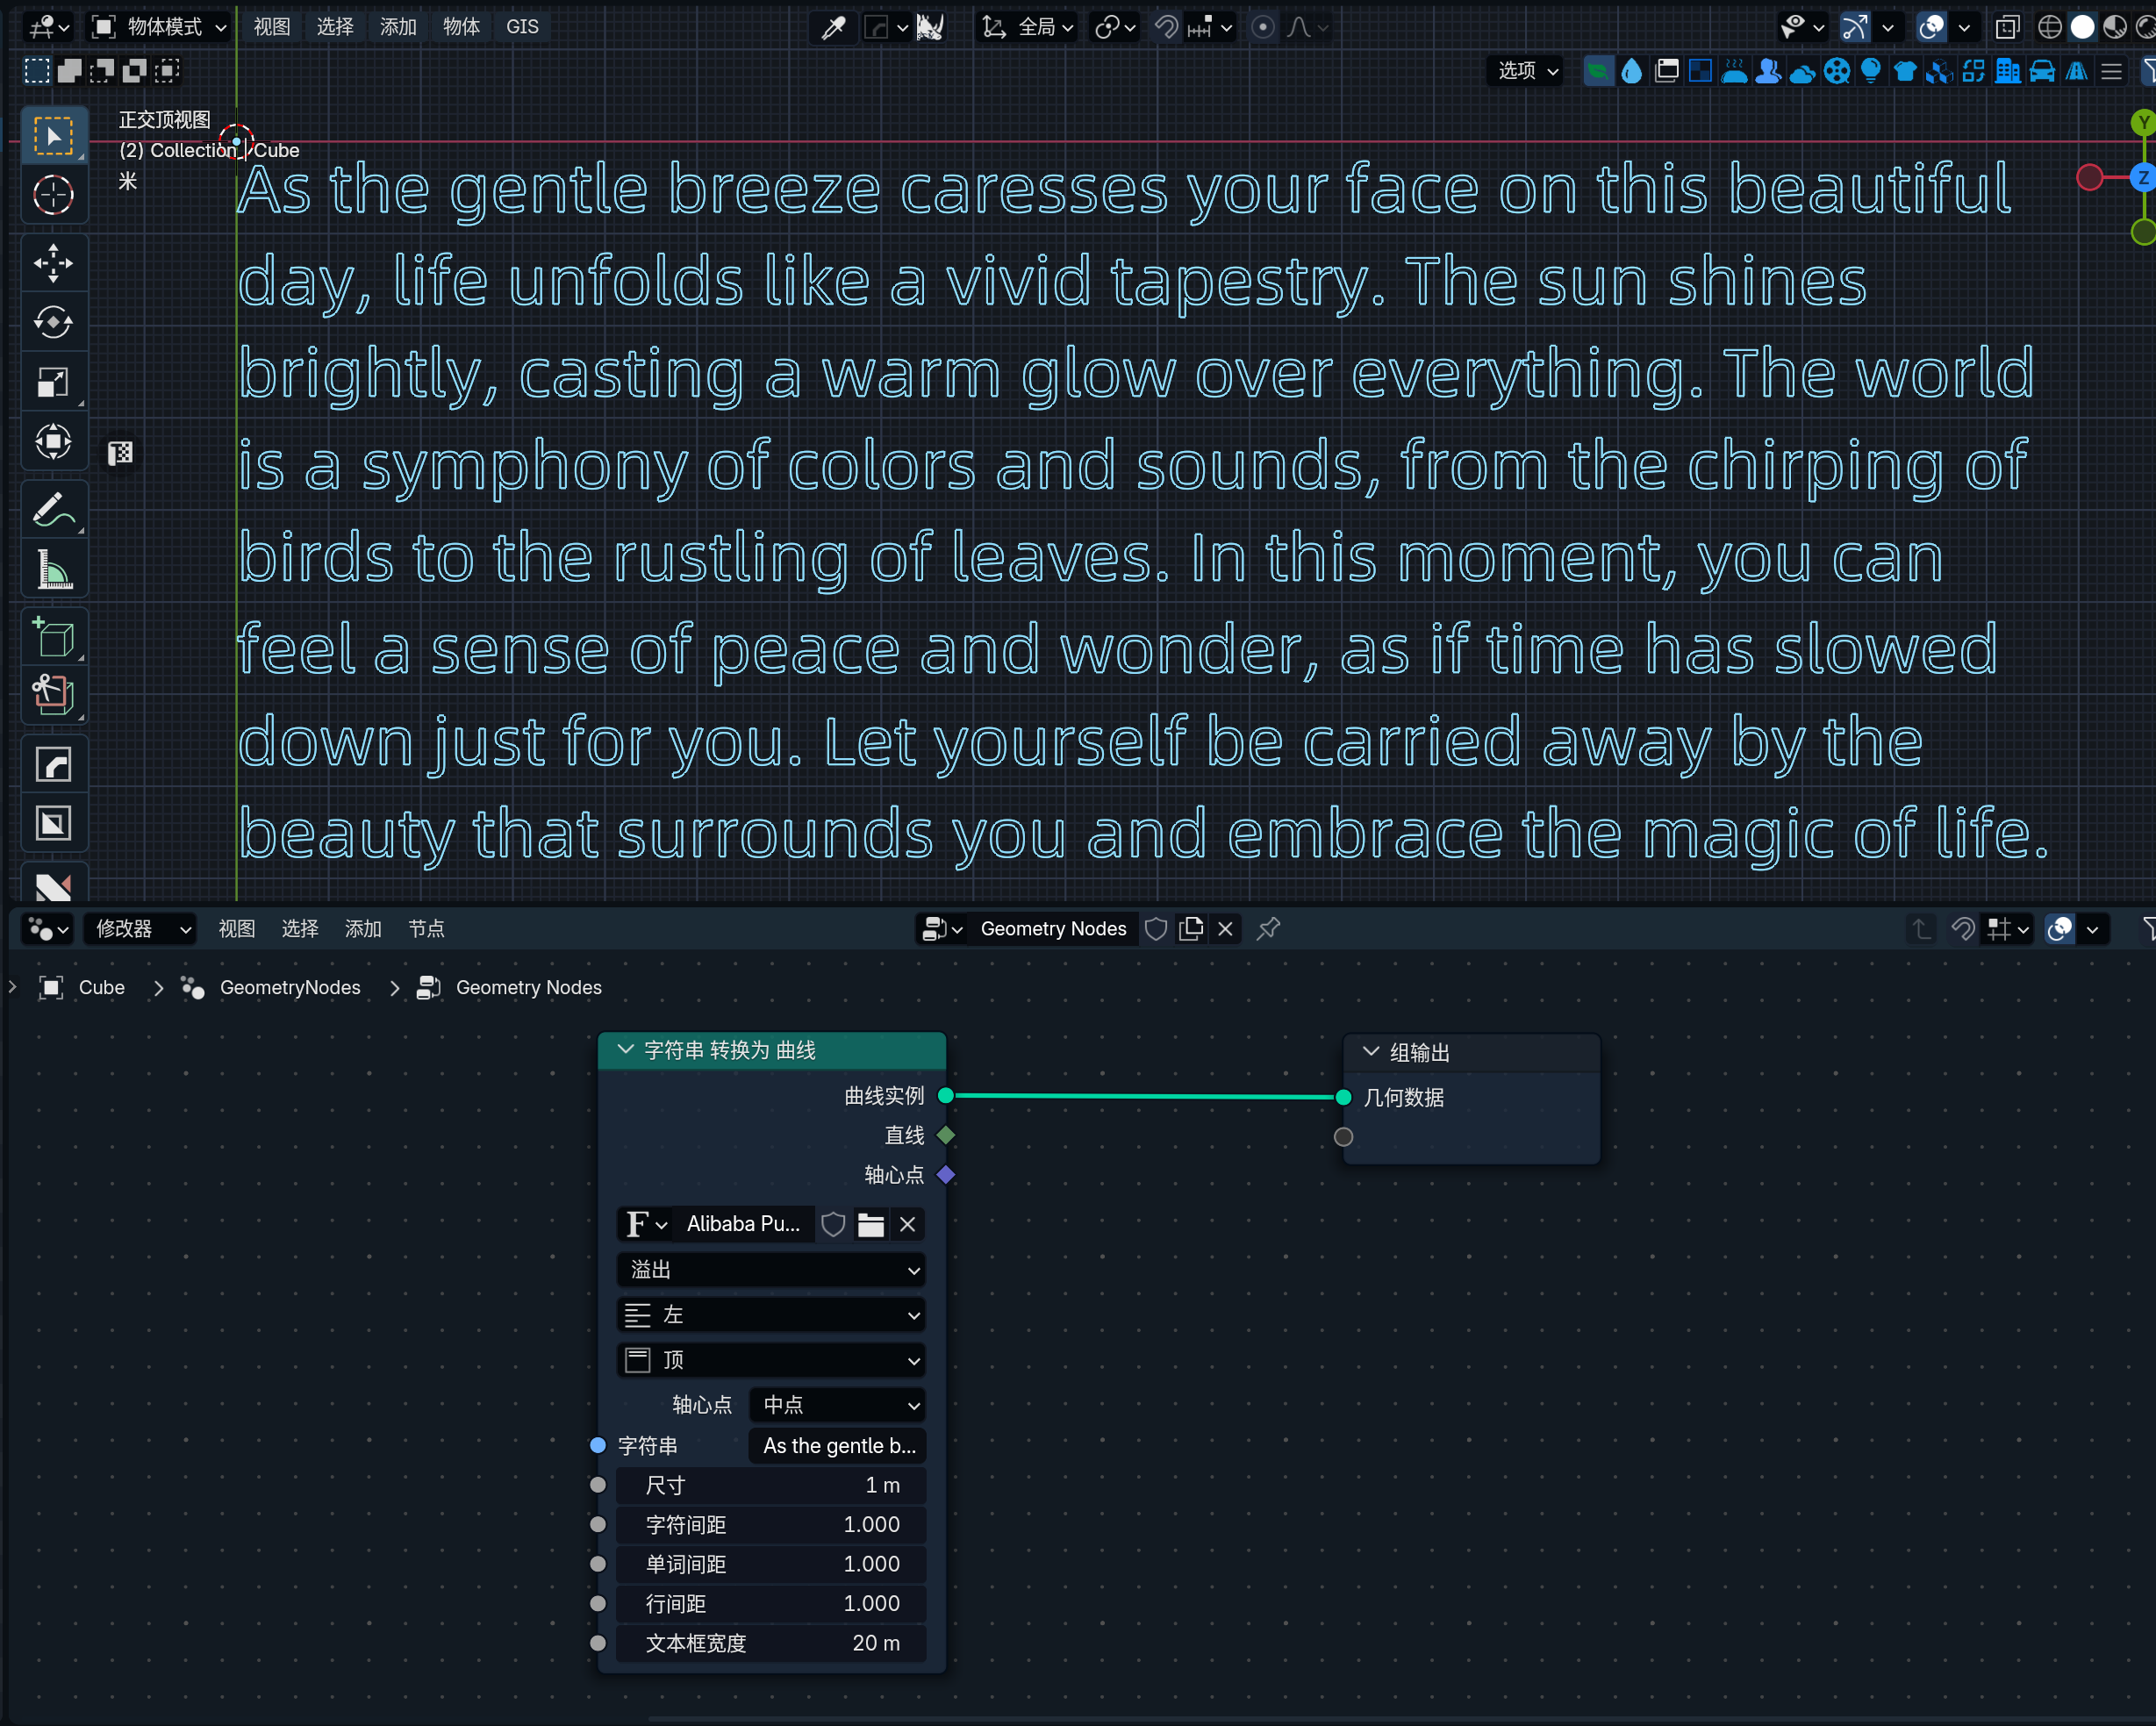 物体模式 视图 选择 添加 物体 GIS 全局
选项
正交顶视图
(2) Collection | Cube
米
Y
Z
As the gentle breeze caresses your face on this beautiful
day, life unfolds like a vivid tapestry. The sun shines
brightly, casting a warm glow over everything. The world
is a symphony of colors and sounds, from the chirping of
birds to the rustling of leaves. In this moment, you can
feel a sense of peace and wonder, as if time has slowed
down just for you. Let yourself be carried away by the
beauty that surrounds you and embrace the magic of life.
修改器 视图 选择 添加 节点 Geometry Nodes
Cube GeometryNodes Geometry Nodes
字符串 转换为 曲线
曲线实例
直线
轴心点
F Alibaba Pu...
溢出
左
顶
轴心点 中点
字符串 As the gentle b...
尺寸 1 m
字符间距 1.000
单词间距 1.000
行间距 1.000
文本框宽度 20 m
组输出
几何数据